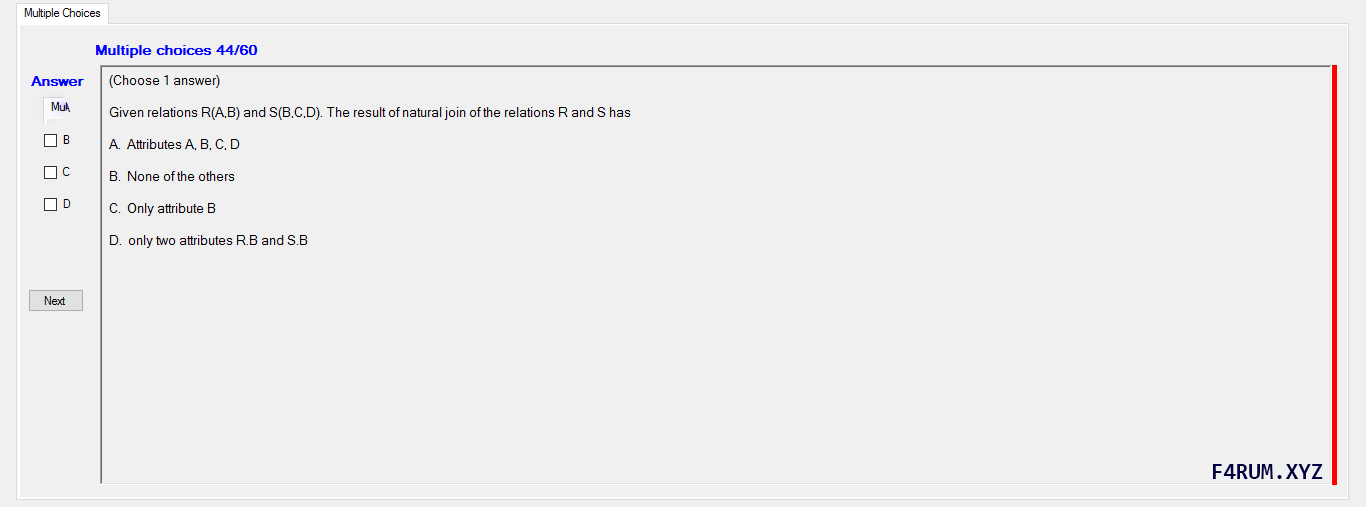 Multiple Choices
Multiple choices 44/60
Answer
(Choose 1 answer)
Given relations R(A,B) and S(B,C,D). The result of natural join of the relations R and S has
A. Attributes A, B, C, D
B
B. None of the others
C
C. Only attribute B
D
D. only two attributes R.B and S.B
Next
F4RUM.XYZ